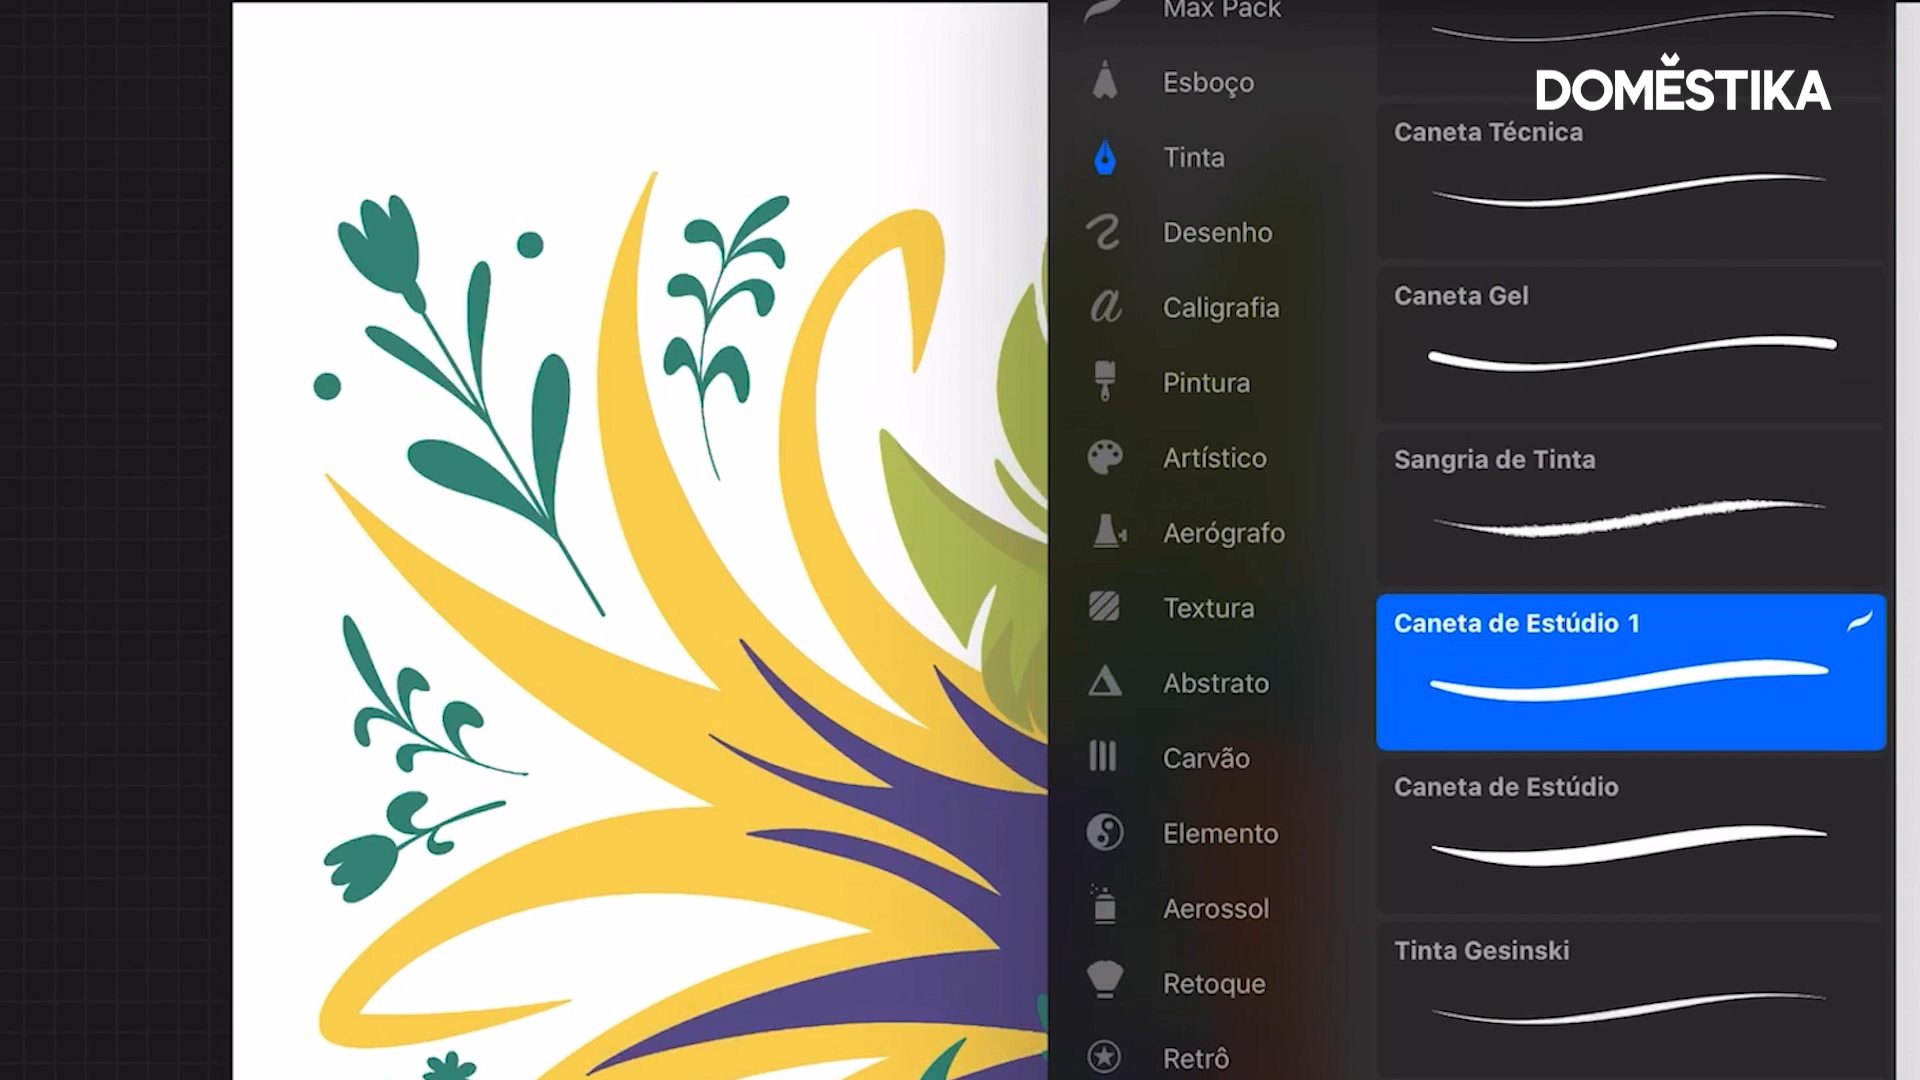 Max Pack
Esboço
Tinta
Desenho
Caligrafia
Pintura
Artístico
Aerógrafo
Textura
Abstrato
Carvão
Elemento
Aerossol
Retoque
Retrô
DOMESTIKA
Caneta Técnica
Caneta Gel
Sangria de Tinta
Caneta de Estúdio 1
Caneta de Estúdio
Tinta Gesinski